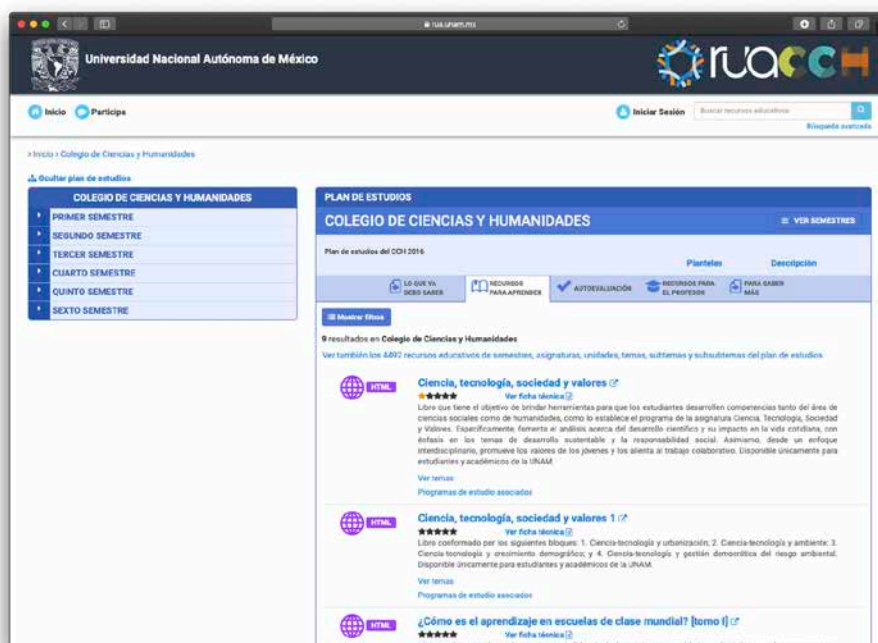 rua.unam.mx
Universidad Nacional Autónoma de México
ruacch
Inicio
Participa
Iniciar Sesión
Buscar recursos educativos
Búsqueda avanzada
> Inicio > Colegio de Ciencias y Humanidades
Ocultar plan de estudios
COLEGIO DE CIENCIAS Y HUMANIDADES
PRIMER SEMESTRE
SEGUNDO SEMESTRE
TERCER SEMESTRE
CUARTO SEMESTRE
QUINTO SEMESTRE
SEXTO SEMESTRE
PLAN DE ESTUDIOS
COLEGIO DE CIENCIAS Y HUMANIDADES
VER SEMESTRES
Plan de estudios del CCH 2016
Planteles
Descripción
LO QUE YA
DEBO SABER
RECURSOS
PARA APRENDER
AUTOEVALUACIÓN
RECURSOS PARA
EL PROFESOR
PARA SABER
MÁS
Mostrar filtros
9 resultados en Colegio de Ciencias y Humanidades
Ver también los 4492 recursos educativos de semestres, asignaturas, unidades, temas, subtemas y subsubtemas del plan de estudios
HTML
Ciencia, tecnología, sociedad y valores
Ver ficha técnica
Libro que tiene el objetivo de brindar herramientas para que los estudiantes desarrollen competencias tanto del área de
ciencias sociales como de humanidades, como lo establece el programa de la asignatura Ciencia, Tecnología, Sociedad
y Valores. Específicamente, fomenta el análisis acerca del desarrollo científico y su impacto en la vida cotidiana, con
énfasis en los temas de desarrollo sustentable y la responsabilidad social. Asimismo, desde un enfoque
interdisciplinario, promueve los valores de los jóvenes y los alienta al trabajo colaborativo. Disponible únicamente para
estudiantes y académicos de la UNAM
Ver temas
Programas de estudio asociados
HTML
Ciencia, tecnología, sociedad y valores 1
Ver ficha técnica
Libro conformado por los siguientes bloques: 1. Ciencia-tecnología y urbanización; 2. Ciencia-tecnología y ambiente; 3.
Ciencia-tecnología y crecimiento demográfico; y 4. Ciencia-tecnología y gestión democrática del riesgo ambiental.
Disponible únicamente para estudiantes y académicos de la UNAM.
Ver temas
Programas de estudio asociados
HTML
¿Cómo es el aprendizaje en escuelas de clase mundial? [tomo I]
Ver ficha técnica